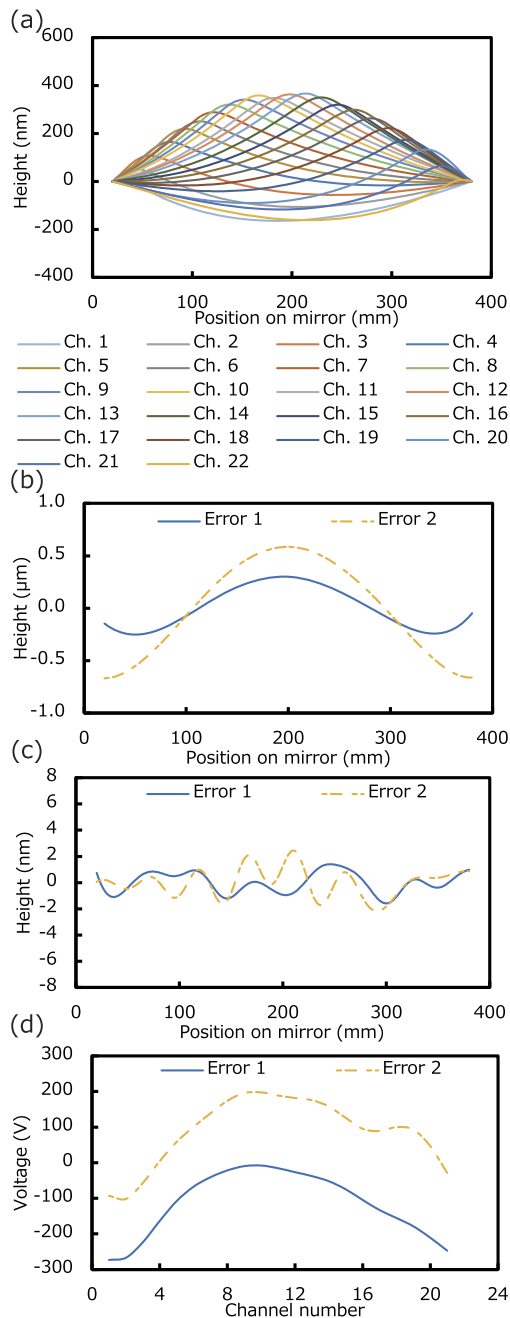 (a)
600
400
200
0
-200
-400
Height (nm)
0 100 200 300 400
Position on mirror (mm)
Ch. 1 Ch. 2 Ch. 3 Ch. 4
Ch. 5 Ch. 6 Ch. 7 Ch. 8
Ch. 9 Ch. 10 Ch. 11 Ch. 12
Ch. 13 Ch. 14 Ch. 15 Ch. 16
Ch. 17 Ch. 18 Ch. 19 Ch. 20
Ch. 21 Ch. 22
(b)
1.0
0.5
0.0
-0.5
-1.0
Height (μm)
Error 1 Error 2
0 100 200 300 400
Position on mirror (mm)
(c)
8
6
4
2
0
-2
-4
-6
-8
Height (nm)
Error 1 Error 2
0 100 200 300 400
Position on mirror (mm)
(d)
300
200
100
0
-100
-200
-300
Voltage (V)
Error 1 Error 2
0 4 8 12 16 20 24
Channel number